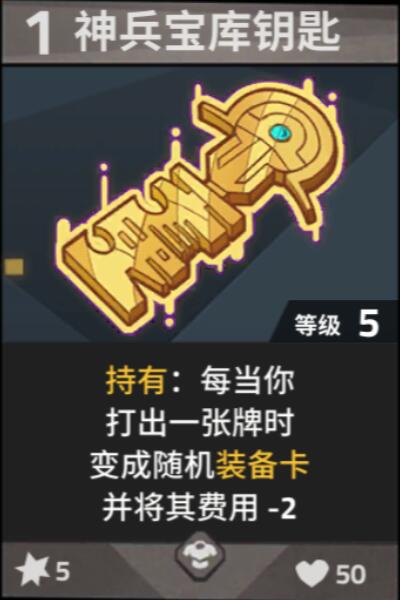 1 神兵宝库钥匙
等级 5
持有：每当你
打出一张牌时
变成随机装备卡
并将其费用 -2
5
50